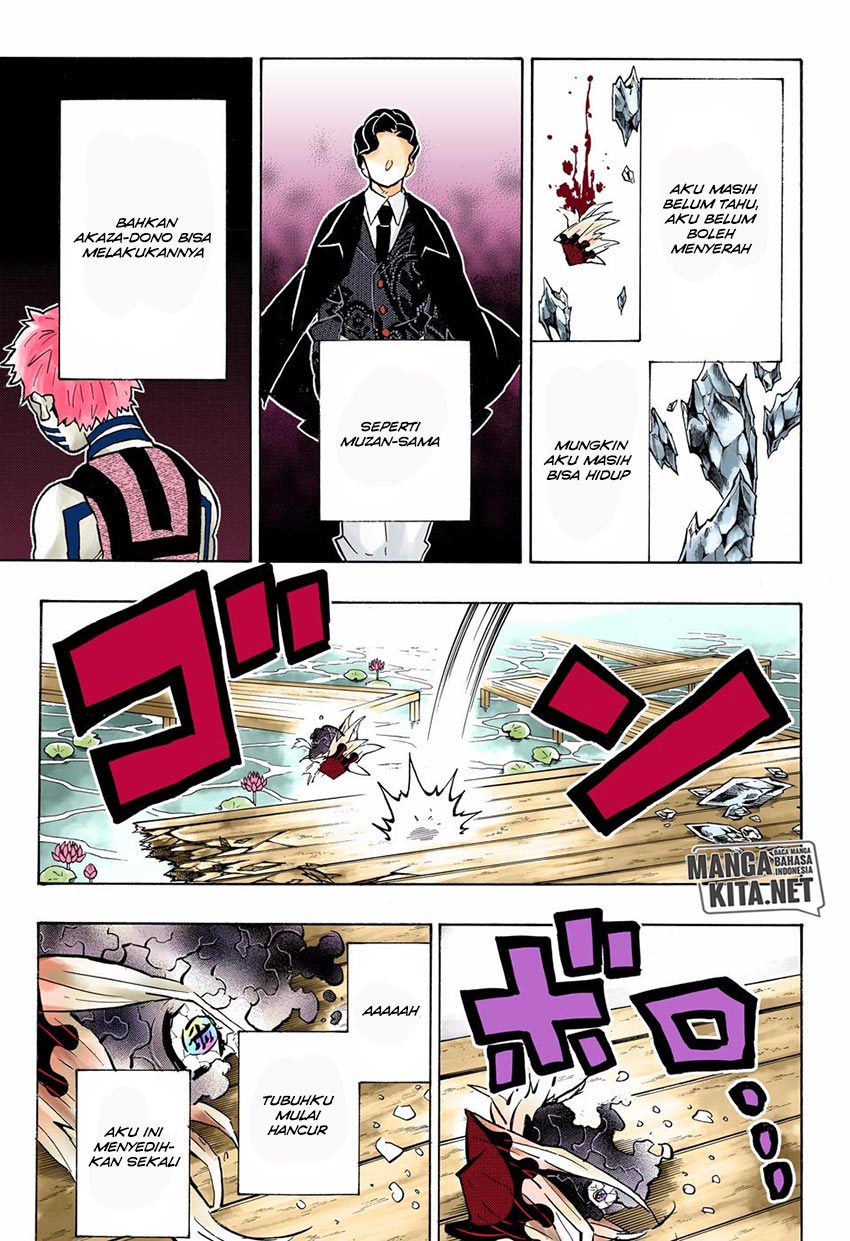 AKU MASIH
BELUM TAHU,
AKU BELUM
BOLEH
MENYERAH
MUNGKIN
AKU MASIH
BISA HIDUP
SEPERTI
MUZAN-SAMA
BAHKAN
AKAZA-DONO BISA
MELAKUKANNYA
ゴン
MANGA
KITA.NET
BACA MANGA
BAHASA
INDONESIA
ボロ
AAAAAH
TUBUHKU
MULAI
HANCUR
AKU INI
MENYEDIH-
KAN SEKALI